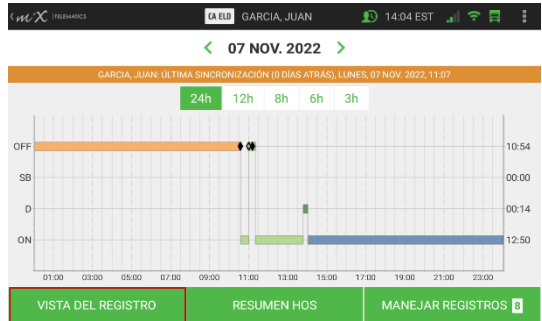 mix [TELEMATICS] CA ELD GARCIA, JUAN 14:04 EST
< 07 NOV. 2022 >
GARCIA, JUAN: ÚLTIMA SINCRONIZACIÓN (0 DÍAS ATRÁS), LUNES, 07 NOV. 2022, 11:07
24h 12h 8h 6h 3h
OFF 10:54
SB 00:00
D 00:14
ON 12:50
01:00 03:00 05:00 07:00 09:00 11:00 13:00 15:00 17:00 19:00 21:00 23:00
VISTA DEL REGISTRO RESUMEN HOS MANEJAR REGISTROS 8